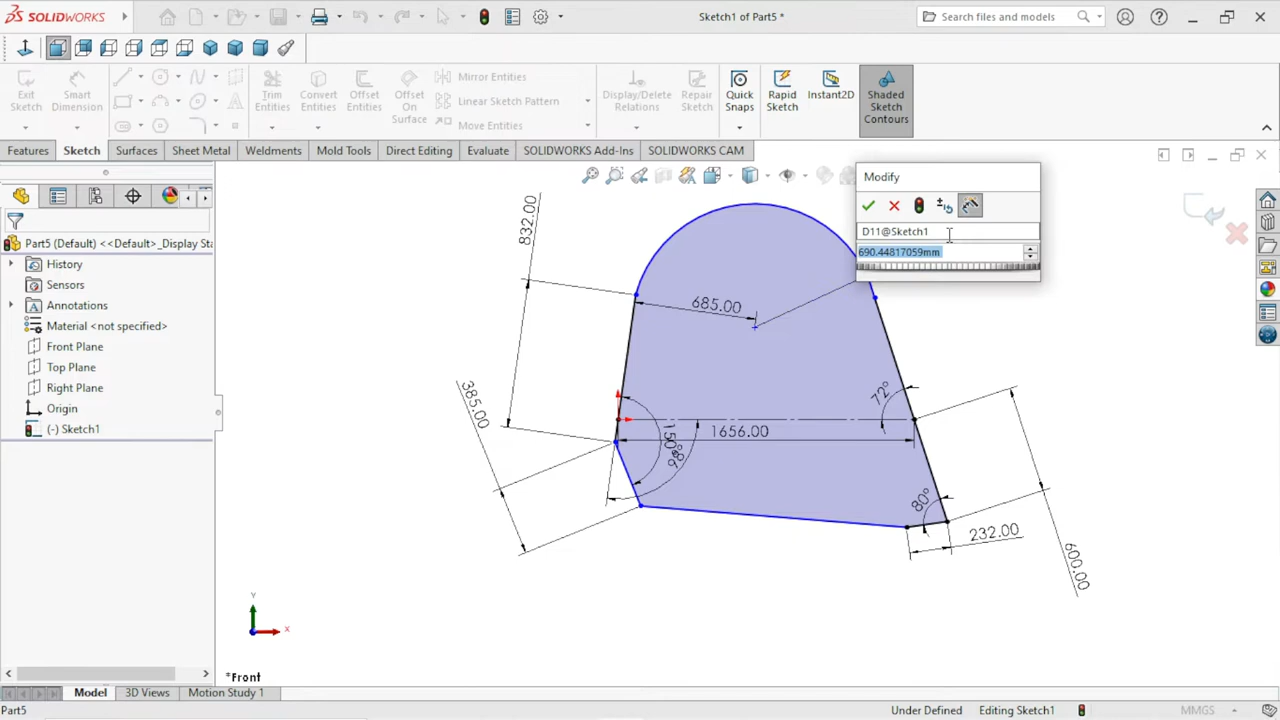 SOLIDWORKS
Sketch1 of Part5 *
Search files and models
Exit Sketch
Smart Dimension
Trim Entities
Convert Entities
Offset Entities
Offset On Surface
Mirror Entities
Linear Sketch Pattern
Move Entities
Display/Delete Relations
Repair Sketch
Quick Snaps
Rapid Sketch
Instant2D
Shaded Sketch Contours
Features
Sketch
Surfaces
Sheet Metal
Weldments
Mold Tools
Direct Editing
Evaluate
SOLIDWORKS Add-Ins
SOLIDWORKS CAM
Modify
D11@Sketch1
690.44817059mm
Part5 (Default) <<Default>_Display Sta
History
Sensors
Annotations
Material <not specified>
Front Plane
Top Plane
Right Plane
Origin
(-) Sketch1
832.00
685.00
385.00
72°
1656.00
150°
98°
80°
232.00
600.00
Y
X
*Front
Model
3D Views
Motion Study 1
Part5
Under Defined
Editing Sketch1
MMGS